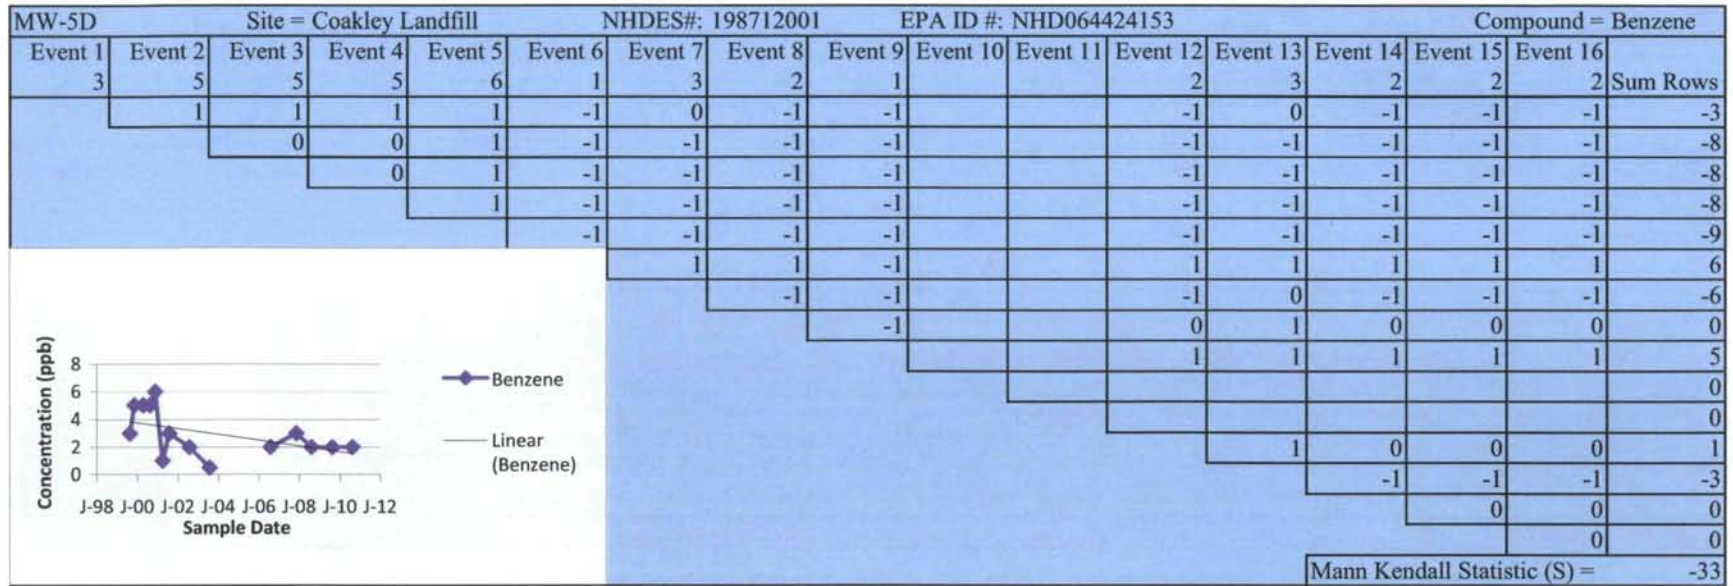 MW-5D Site = Coakley Landfill NHDES#: 198712001 EPA ID #: NHD064424153 Compound = Benzene
Event 1 Event 2 Event 3 Event 4 Event 5 Event 6 Event 7 Event 8 Event 9 Event 10 Event 11 Event 12 Event 13 Event 14 Event 15 Event 16
3 5 5 5 6 1 3 2 1 2 3 2 2 2 Sum Rows
1 1 1 1 -1 0 -1 -1 -1 0 -1 -1 -1 -3
0 0 1 -1 -1 -1 -1 -1 -1 -1 -1 -1 -8
0 1 -1 -1 -1 -1 -1 -1 -1 -1 -1 -8
1 -1 -1 -1 -1 -1 -1 -1 -1 -1 -8
-1 -1 -1 -1 -1 -1 -1 -1 -1 -9
1 1 -1 1 1 1 1 1 6
-1 -1 -1 0 -1 -1 -1 -6
-1 0 1 0 0 0 0
1 1 1 1 1 5
0
0
1 0 0 0 1
-1 -1 -1 -3
0 0 0
0 0
Mann Kendall Statistic (S) = -33
Concentration (ppb)
8
6
4
2
0
J-98 J-00 J-02 J-04 J-06 J-08 J-10 J-12
Sample Date
Benzene
Linear
(Benzene)